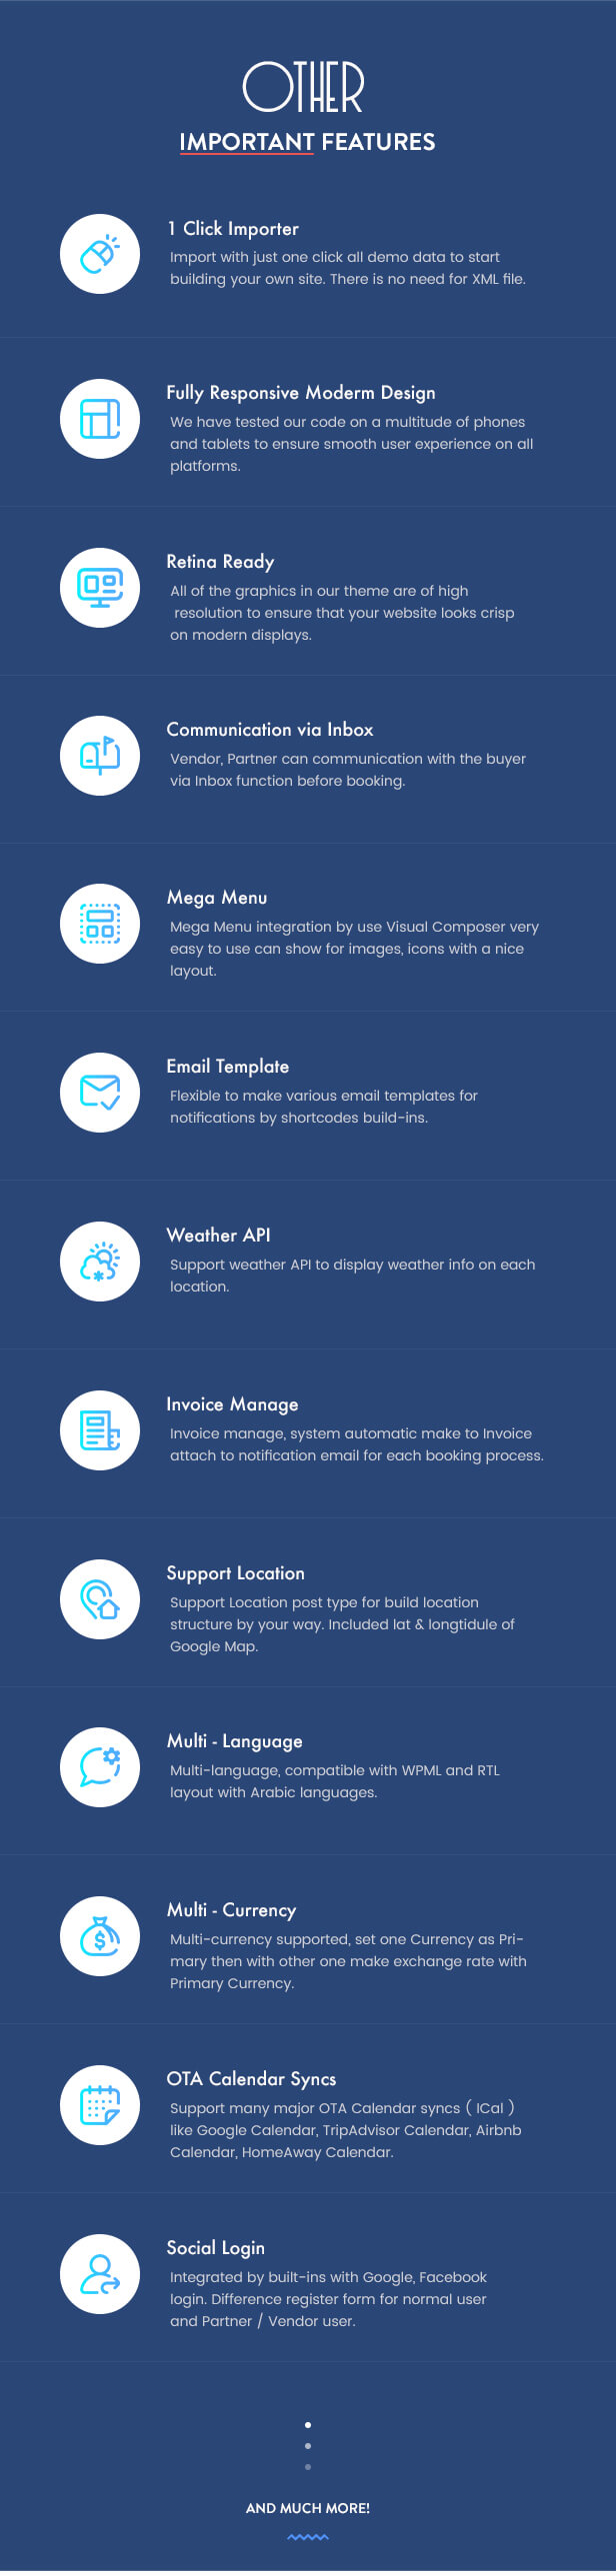 OTHER
IMPORTANT FEATURES
1 Click Importer
Import with just one click all demo data to start
building your own site. There is no need for XML file.
Fully Responsive Moderm Design
We have tested our code on a multitude of phones
and tablets to ensure smooth user experience on all
platforms.
Retina Ready
All of the graphics in our theme are of high
resolution to ensure that your website looks crisp
on modern displays.
Communication via Inbox
Vendor, Partner can communication with the buyer
via Inbox function before booking.
Mega Menu
Mega Menu integration by use Visual Composer very
easy to use can show for images, icons with a nice
layout.
Email Template
Flexible to make various email templates for
notifications by shortcodes build-ins.
Weather API
Support weather API to display weather info on each
location.
Invoice Manage
Invoice manage, system automatic make to Invoice
attach to notification email for each booking process.
Support Location
Support Location post type for build location
structure by your way. Included lat & longtidule of
Google Map.
Multi - Language
Multi-language, compatible with WPML and RTL
layout with Arabic languages.
Multi - Currency
Multi-currency supported, set one Currency as Pri-
mary then with other one make exchange rate with
Primary Currency.
OTA Calendar Syncs
Support many major OTA Calendar syncs ( ICal )
like Google Calendar, TripAdvisor Calendar, Airbnb
Calendar, HomeAway Calendar.
Social Login
Integrated by built-ins with Google, Facebook
login. Difference register form for normal user
and Partner / Vendor user.
AND MUCH MORE!